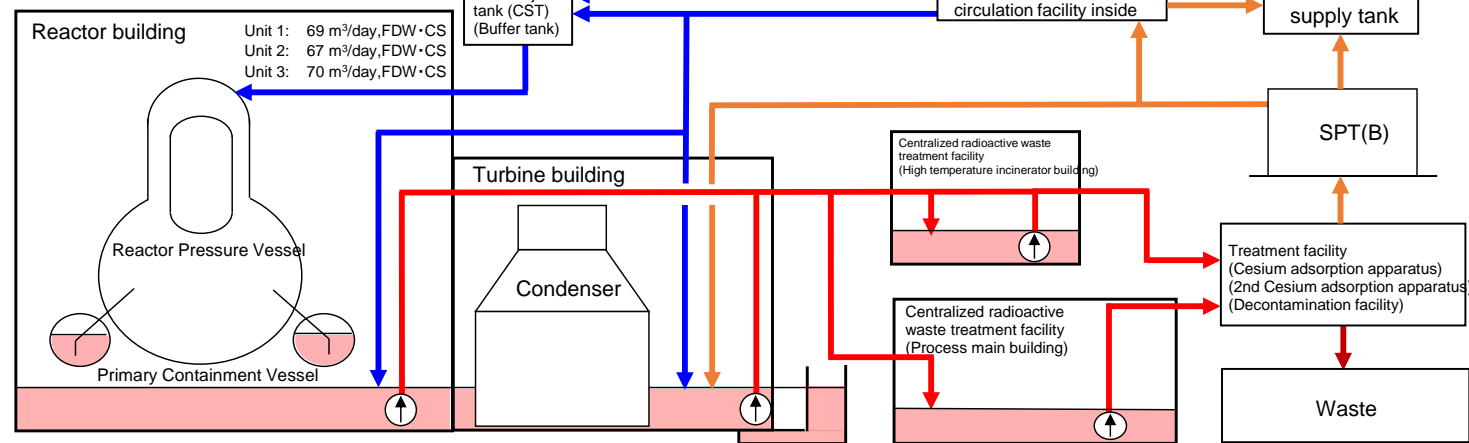 tank (CST)
(Buffer tank)
circulation facility inside
supply tank
Reactor building
Unit 1: 69 m³/day,FDW・CS
Unit 2: 67 m³/day,FDW・CS
Unit 3: 70 m³/day,FDW・CS
SPT(B)
Centralized radioactive waste
treatment facility
(High temperature incinerator building)
Turbine building
Reactor Pressure Vessel
Condenser
Treatment facility
(Cesium adsorption apparatus)
(2nd Cesium adsorption apparatus)
(Decontamination facility)
Centralized radioactive
waste treatment facility
(Process main building)
Primary Containment Vessel
Waste